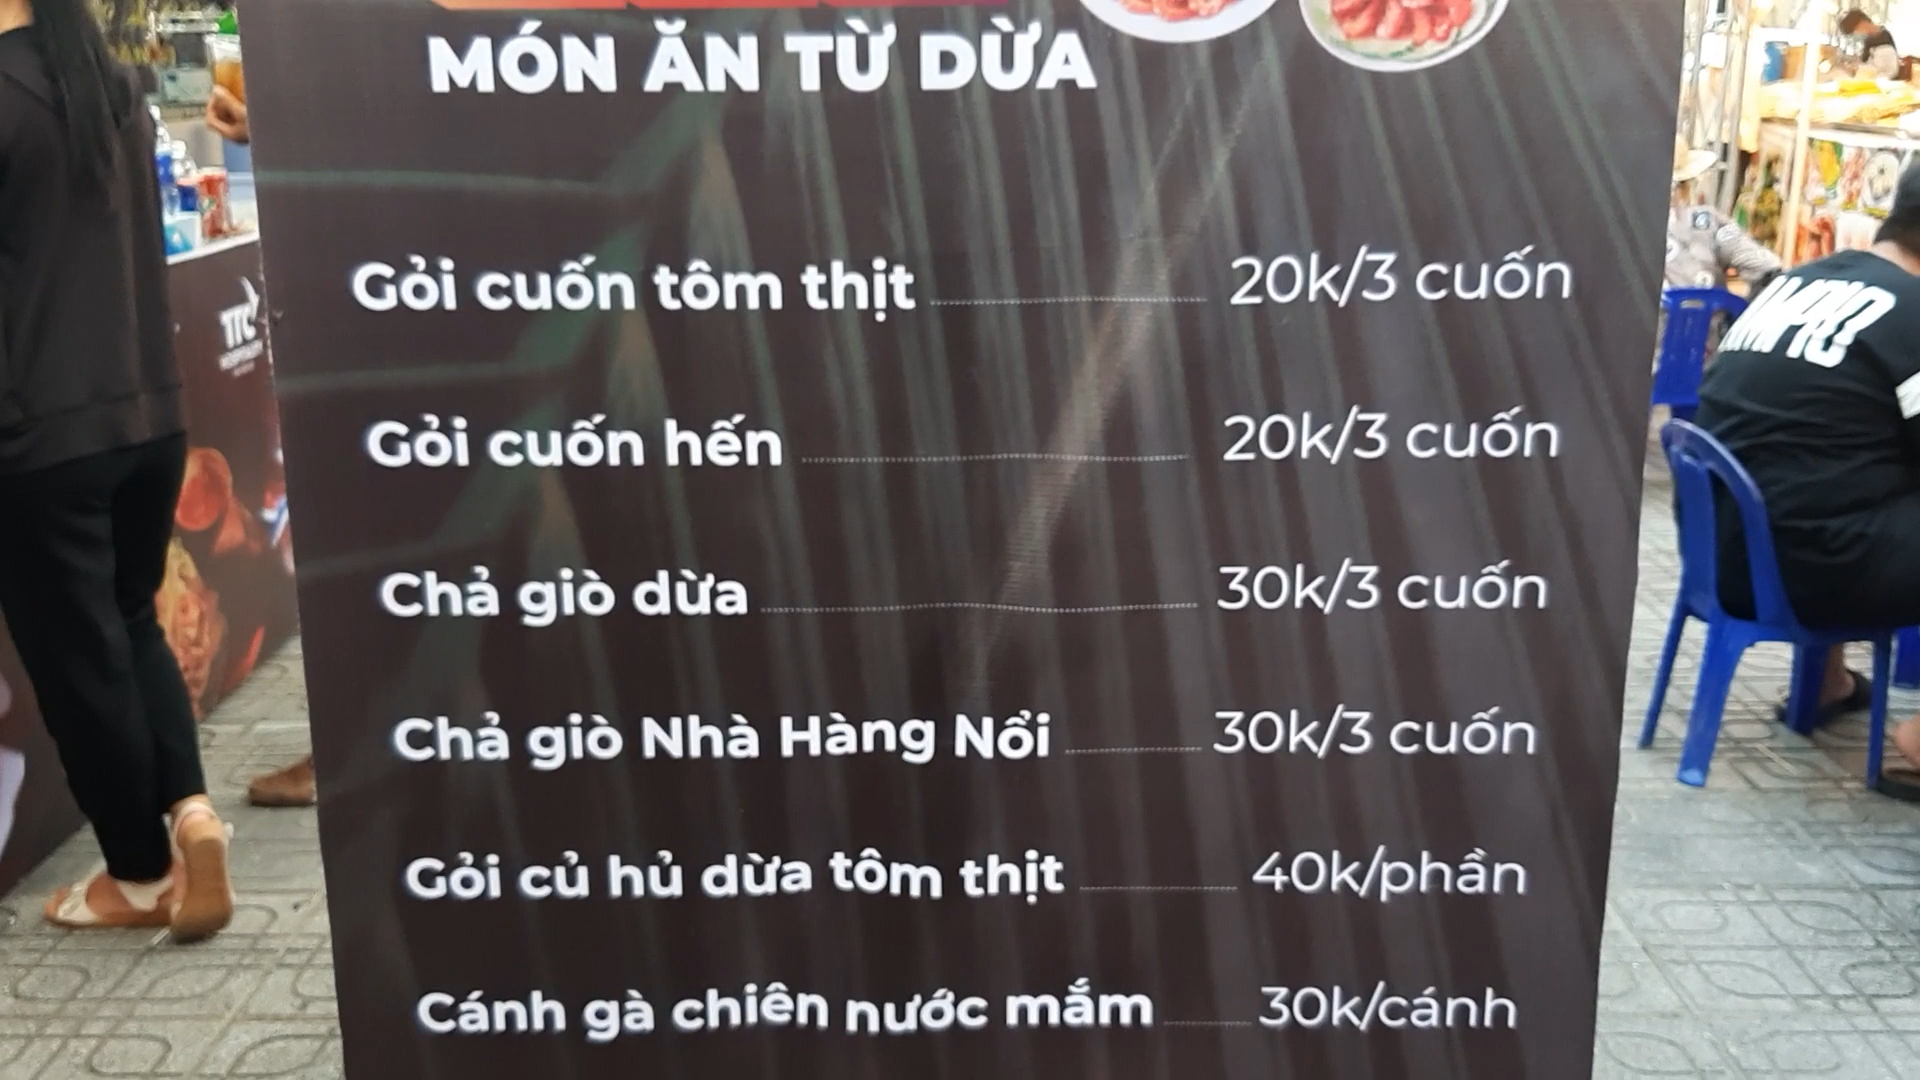 MÓN ĂN TỪ DỪA
Gỏi cuốn tôm thịt 20k/3 cuốn
Gỏi cuốn hến 20k/3 cuốn
Chả giò dừa 30k/3 cuốn
Chả giò Nhà Hàng Nổi 30k/3 cuốn
Gỏi củ hủ dừa tôm thịt 40k/phần
Cánh gà chiên nước mắm 30k/cánh
TTC